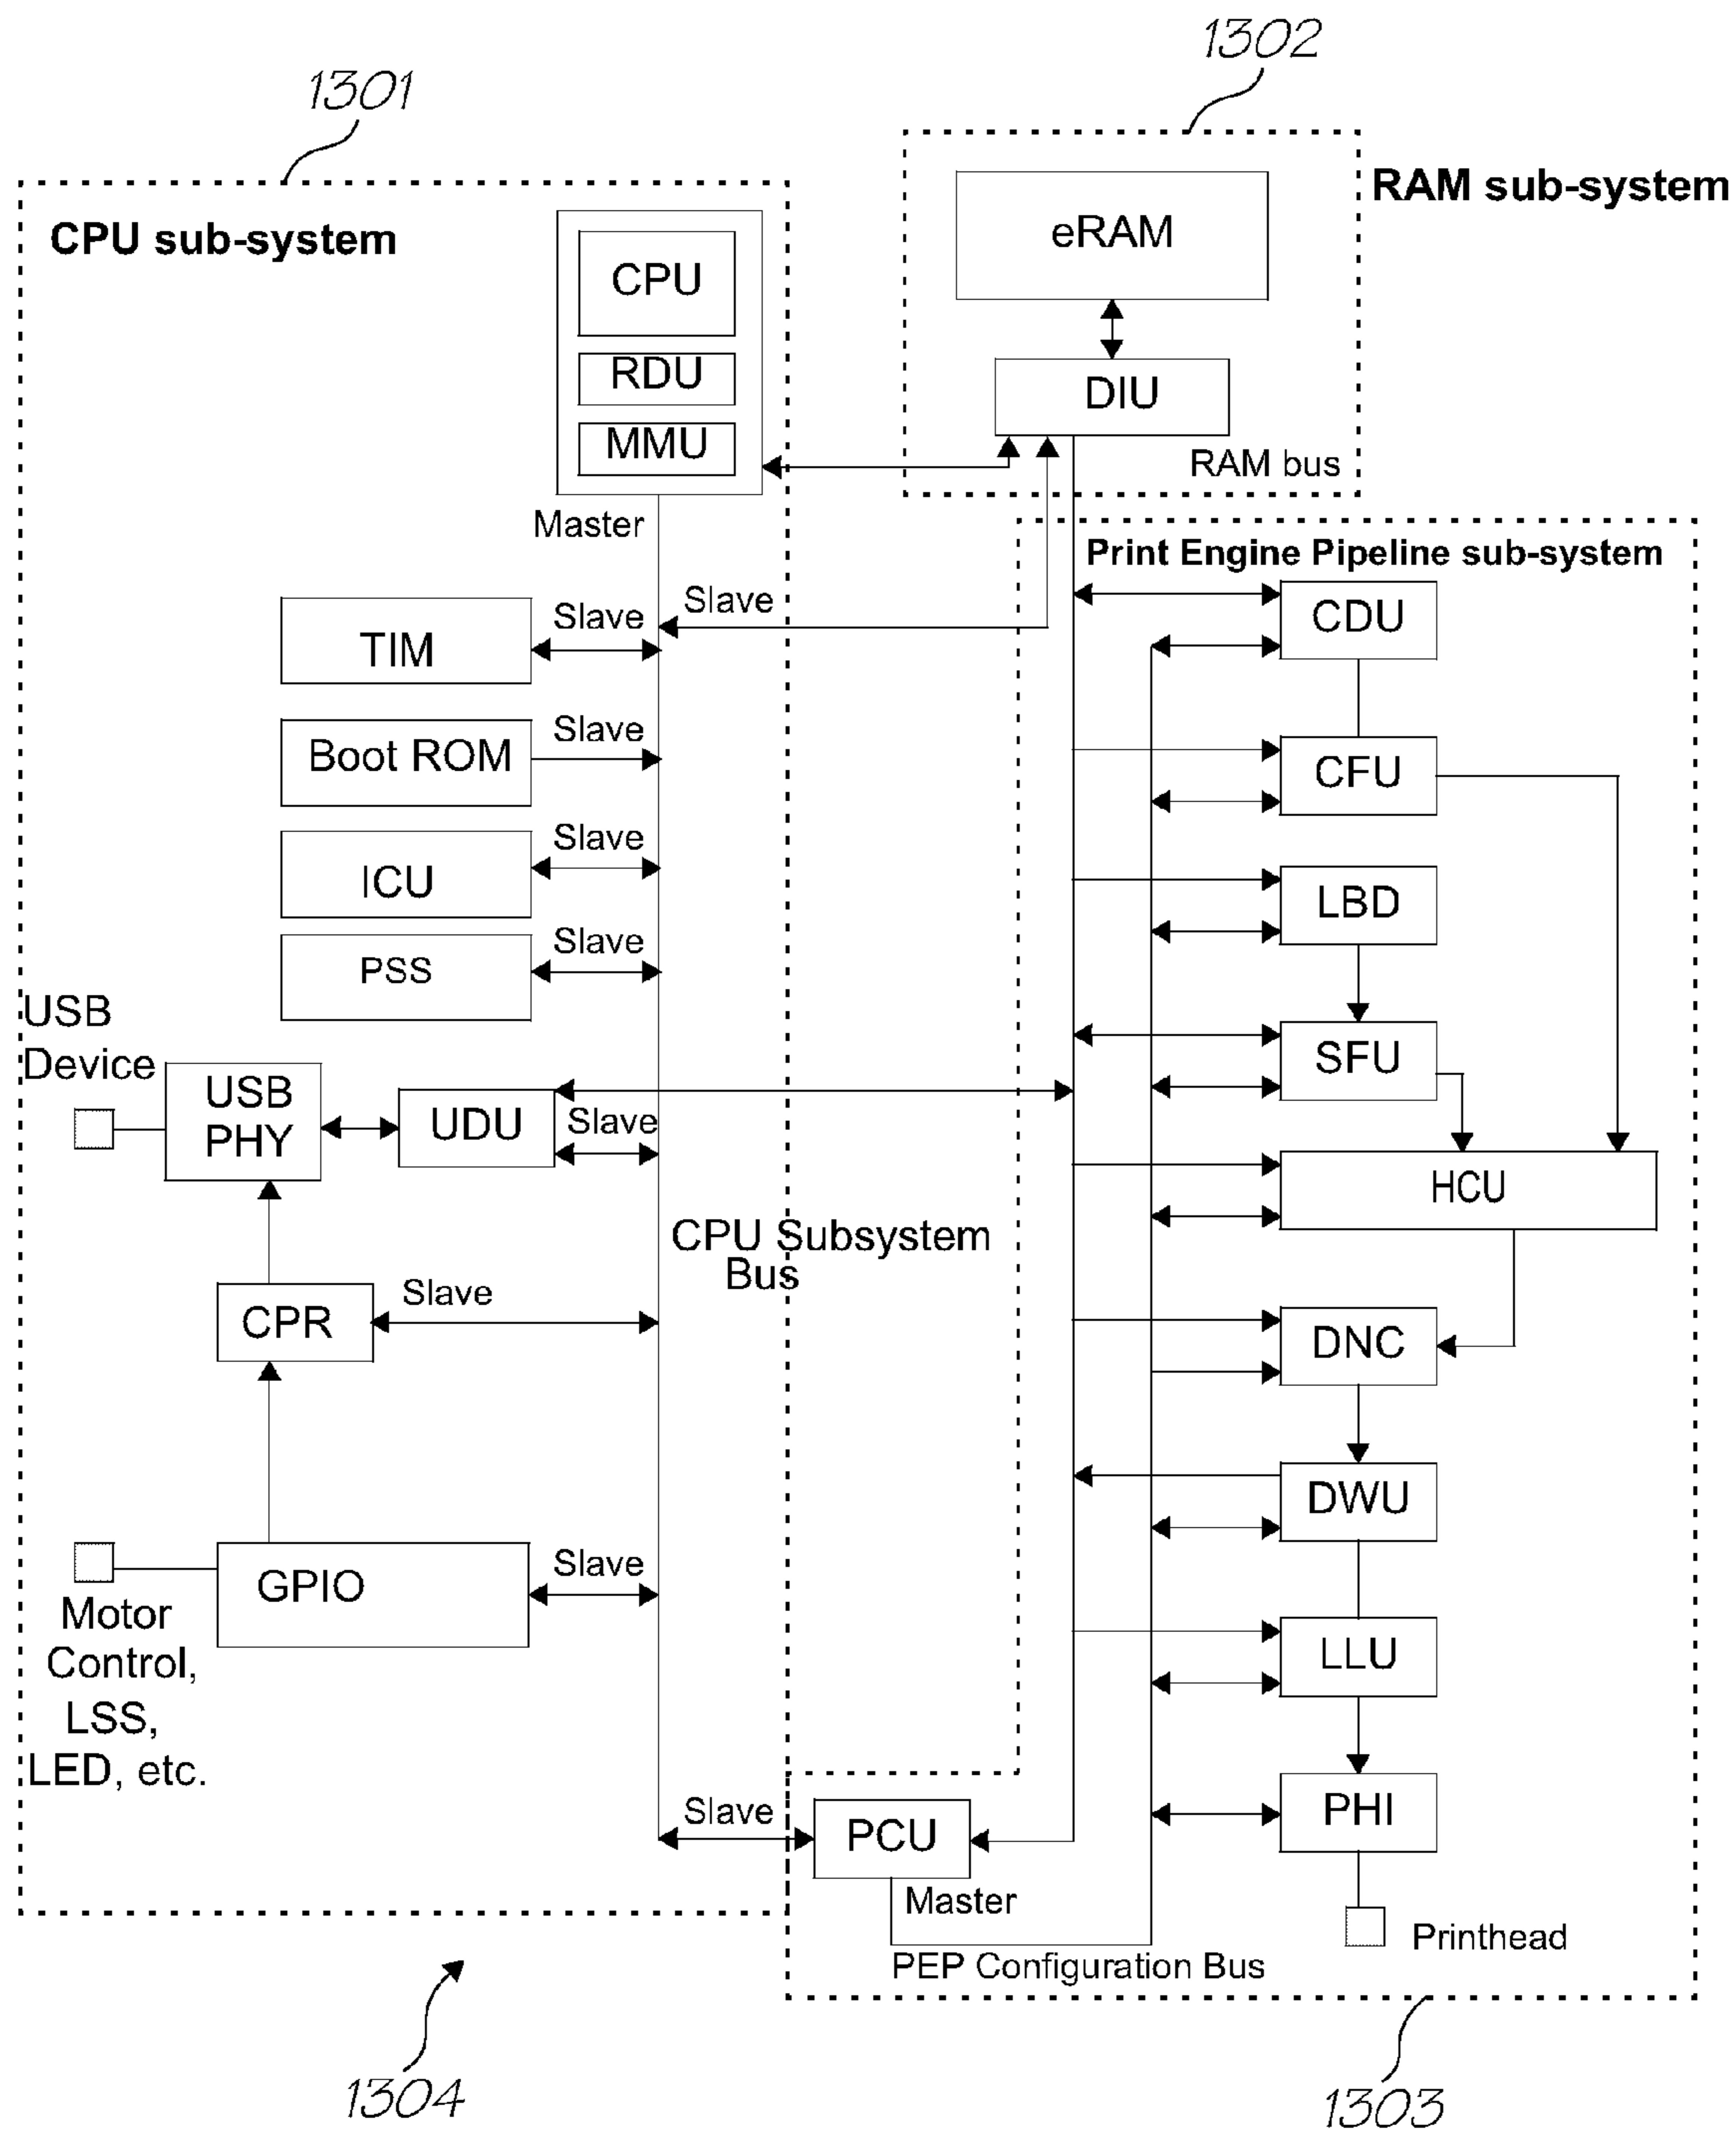 1302
1301
RAM sub-system
CPU sub-system
eRAM
CPU
RDU
DIU
MMU
RAM bus
Master
Print Engine Pipeline sub-system
Slave
Slave
CDU
TIM
Slave
Boot ROM
CFU
Slave
ICU
LBD
Slave
PSS
USB
Device
SFU
USB
PHY
UDU
Slave
HCU
CPU Subsystem
Bus
Slave
CPR
DNC
DWU
Slave
GPIO
Motor
Control,
LSS,
LED, etc.
LLU
Slave
PCU
PHI
Master
Printhead
PEP Configuration Bus
1304
1303